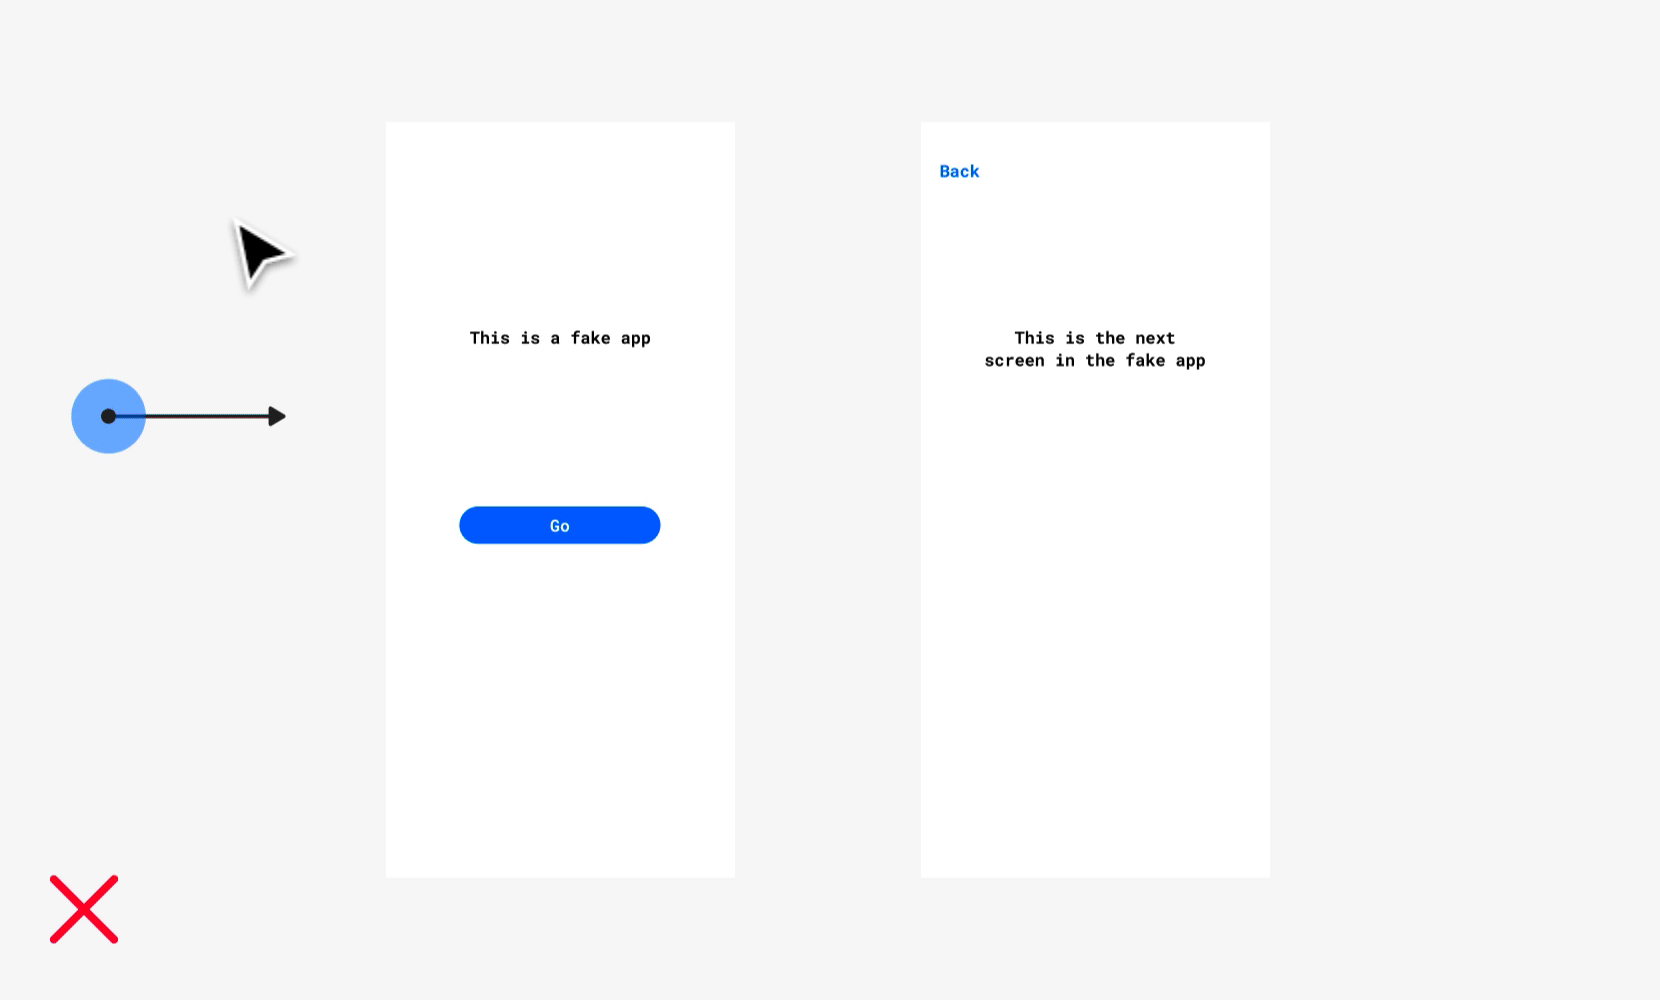 This is a fake app
Go
Back
This is the next
screen in the fake app